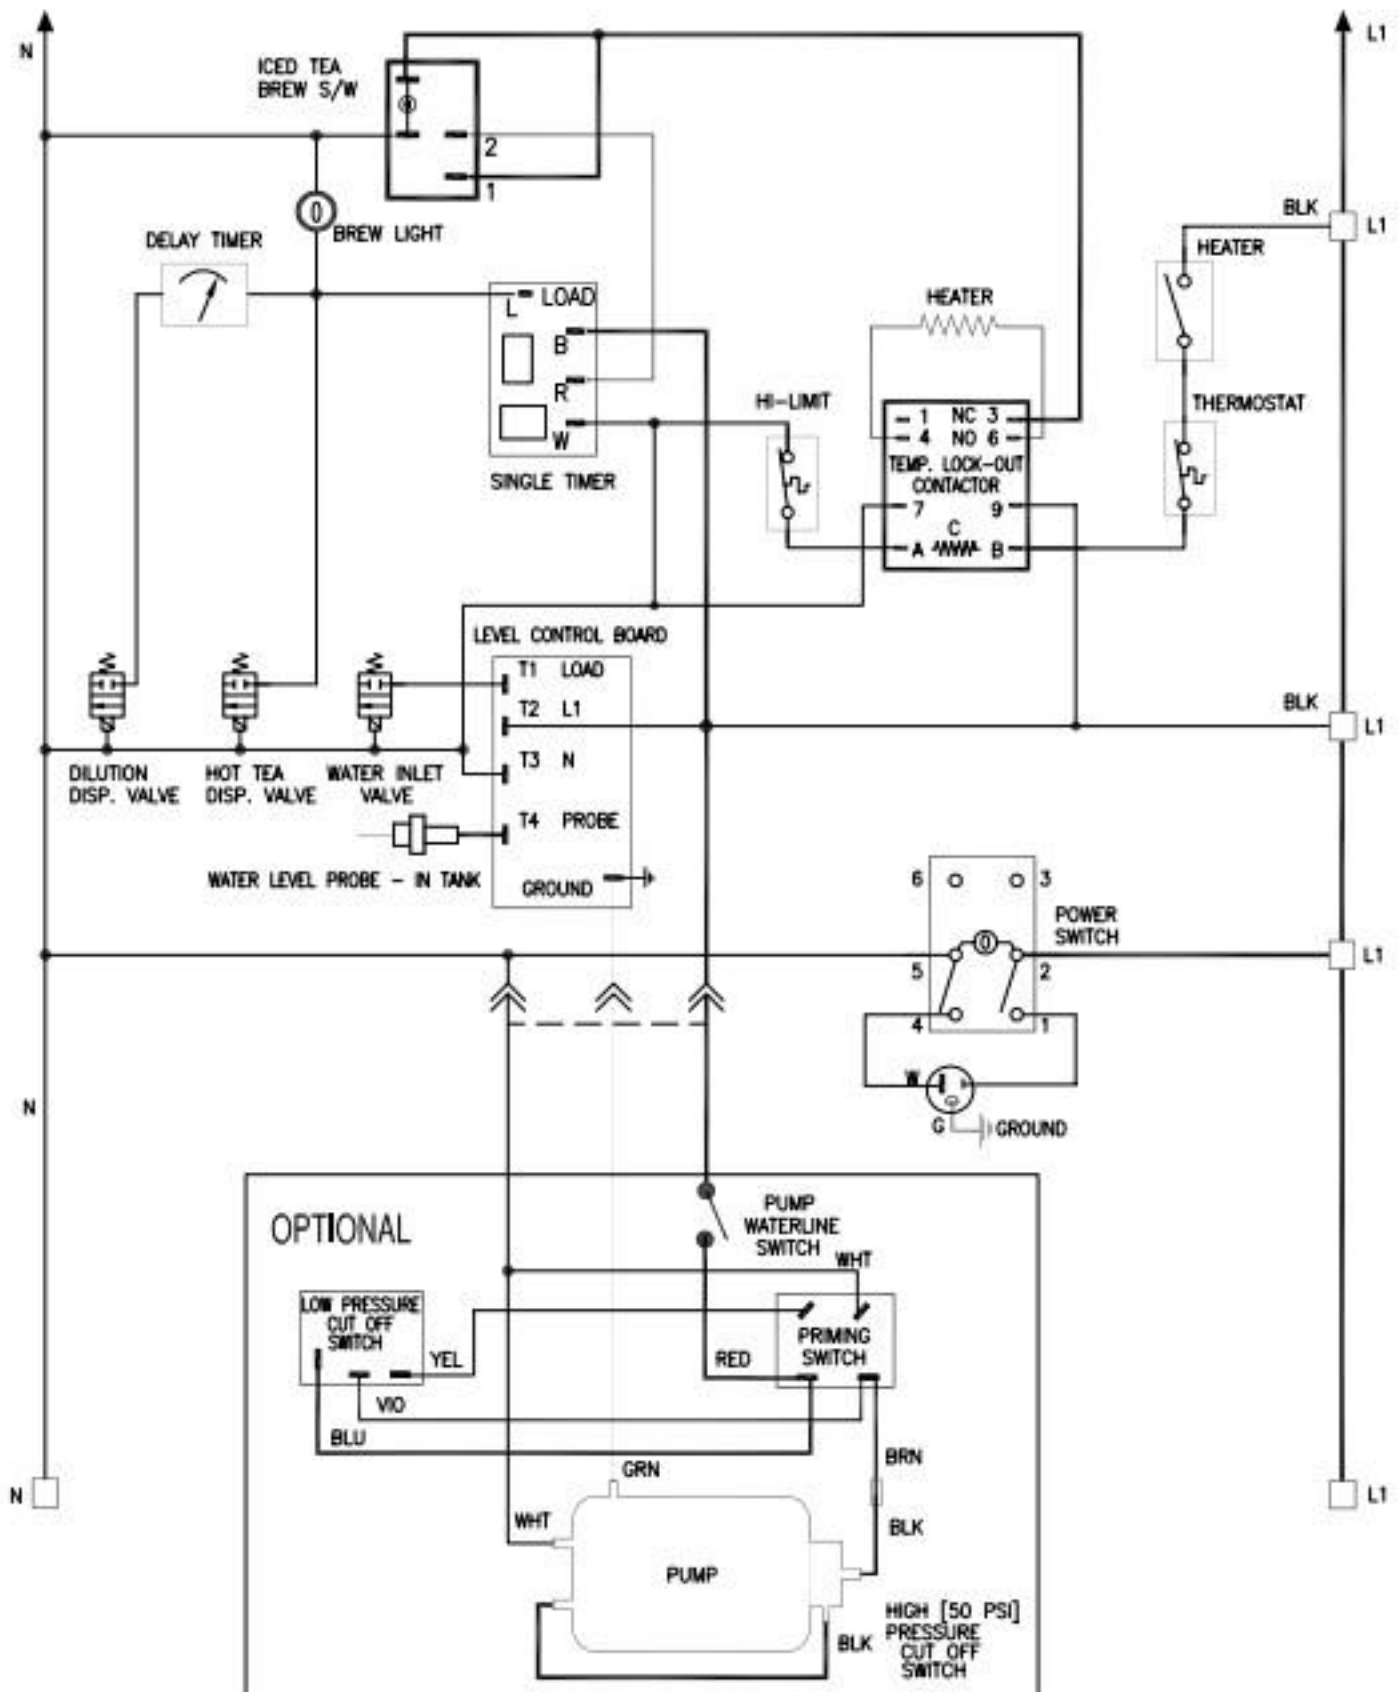 N
L1
ICED TEA
BREW S/W
2
1
BLK
L1
BREW LIGHT
HEATER
DELAY TIMER
L
LOAD
HEATER
B
R
HI-LIMIT
1 NC 3
THERMOSTAT
4 NO 6
W
TEMP. LOCK-OUT
CONTACTOR
SINGLE TIMER
7 9
C
A B
LEVEL CONTROL BOARD
T1 LOAD
T2 L1
BLK
L1
T3 N
DILUTION
DISP. VALVE
HOT TEA
DISP. VALVE
WATER INLET
VALVE
T4 PROBE
WATER LEVEL PROBE - IN TANK
GROUND
6 3
POWER
SWITCH
L1
5 2
4 1
W
N
G
GROUND
OPTIONAL
PUMP
WATERLINE
SWITCH
WHT
LOW PRESSURE
CUT OFF
SWITCH
PRIMING
SWITCH
YEL
RED
VIO
BLU
BRN
GRN
N
L1
WHT
BLK
PUMP
BLK
HIGH [50 PSI]
PRESSURE
CUT OFF
SWITCH